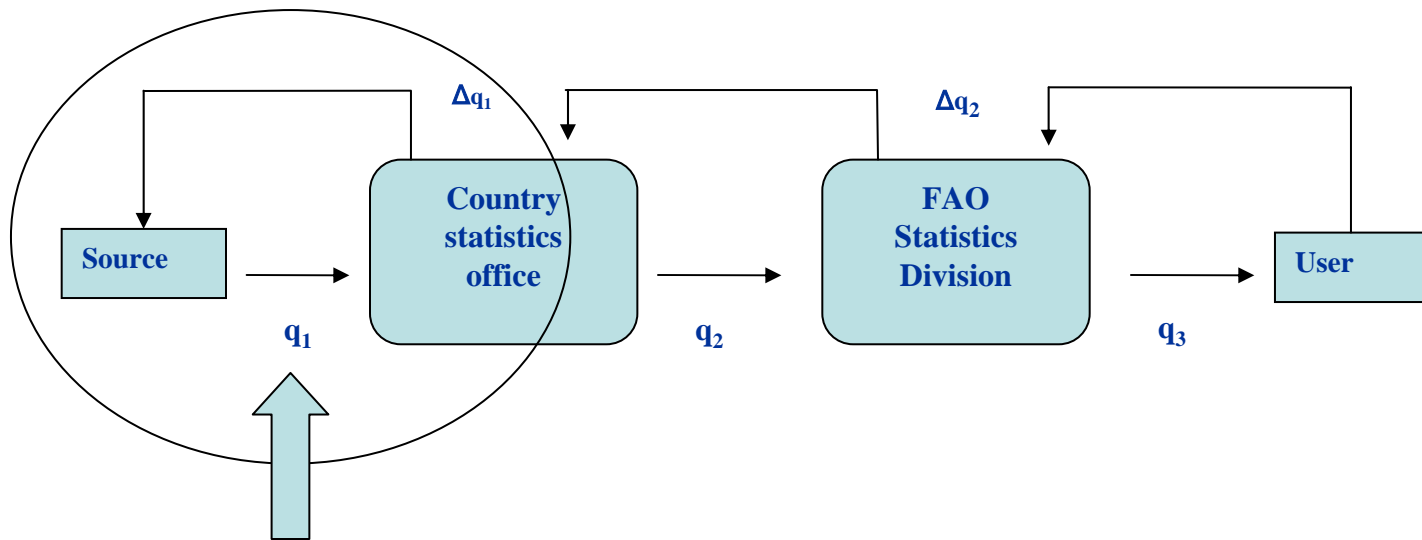 Δq₁
Δq₂
Source
Country
statistics
office
FAO
Statistics
Division
User
q₁
q₂
q₃